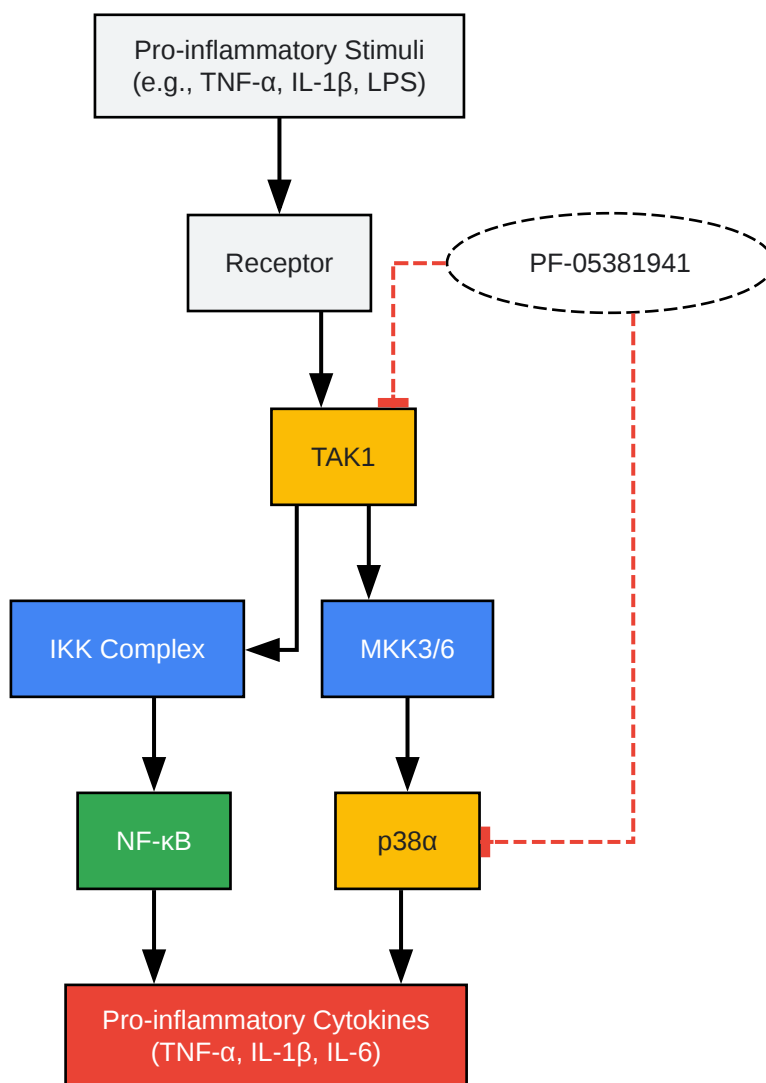 Pro-inflammatory Stimuli
(e.g., TNF-α, IL-1β, LPS)
Receptor
PF-05381941
TAK1
IKK Complex
MKK3/6
NF-κB
p38α
Pro-inflammatory Cytokines
(TNF-α, IL-1β, IL-6)